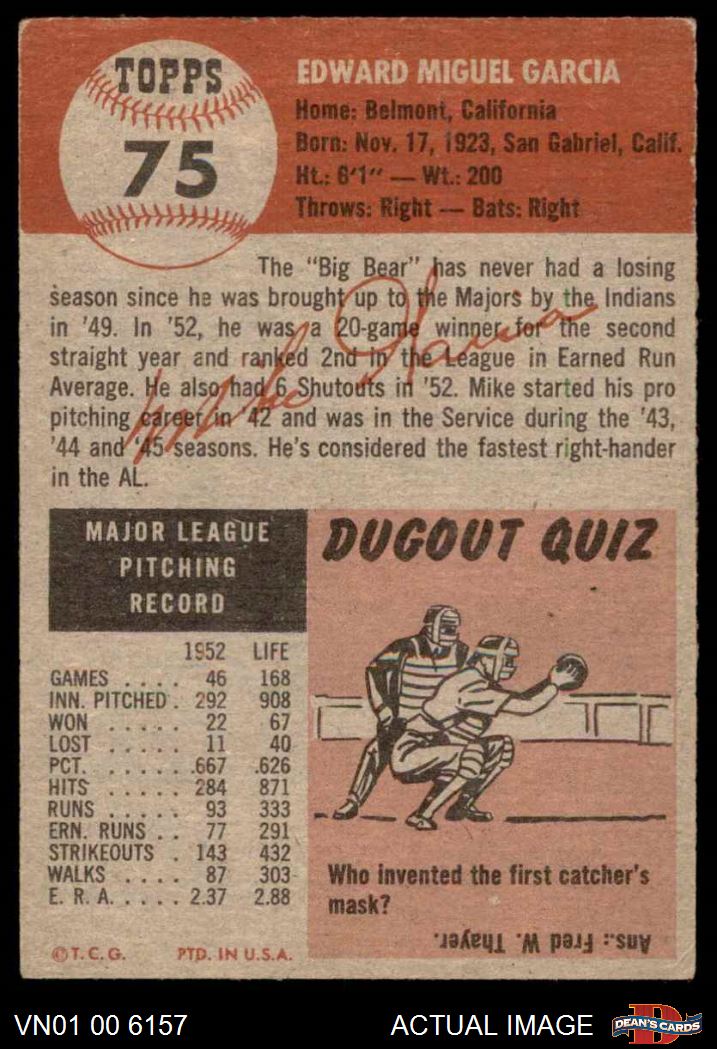 TOPPS
75
EDWARD MIGUEL GARCIA
Home: Belmont, California
Born: Nov. 17, 1923, San Gabriel, Calif.
Ht.: 6'1" — Wt.: 200
Throws: Right — Bats: Right
The "Big Bear" has never had a losing
season since he was brought up to the Majors by the Indians
in '49. In '52, he was a 20-game winner for the second
straight year and ranked 2nd in the League in Earned Run
Average. He also had 6 Shutouts in '52. Mike started his pro
pitching career in '42 and was in the Service during the '43,
'44 and '45 seasons. He's considered the fastest right-hander
in the AL.
Mike Garcia
MAJOR LEAGUE
PITCHING
RECORD
1952 LIFE
GAMES . . . . 46 168
INN. PITCHED . 292 908
WON . . . . . 22 67
LOST . . . . . 11 40
PCT. . . . . . . .667 .626
HITS . . . . . 284 871
RUNS . . . . . 93 333
ERN. RUNS . . 77 291
STRIKEOUTS . 143 432
WALKS . . . . 87 303
E. R. A. . . . . . 2.37 2.88
©T. C. G. PTD. IN U. S. A.
DUGOUT QUIZ
Who invented the first catcher's
mask?
Ans.: Fred W. Thayer.
VN01 00 6157
ACTUAL IMAGE
D
DEAN'S CARDS